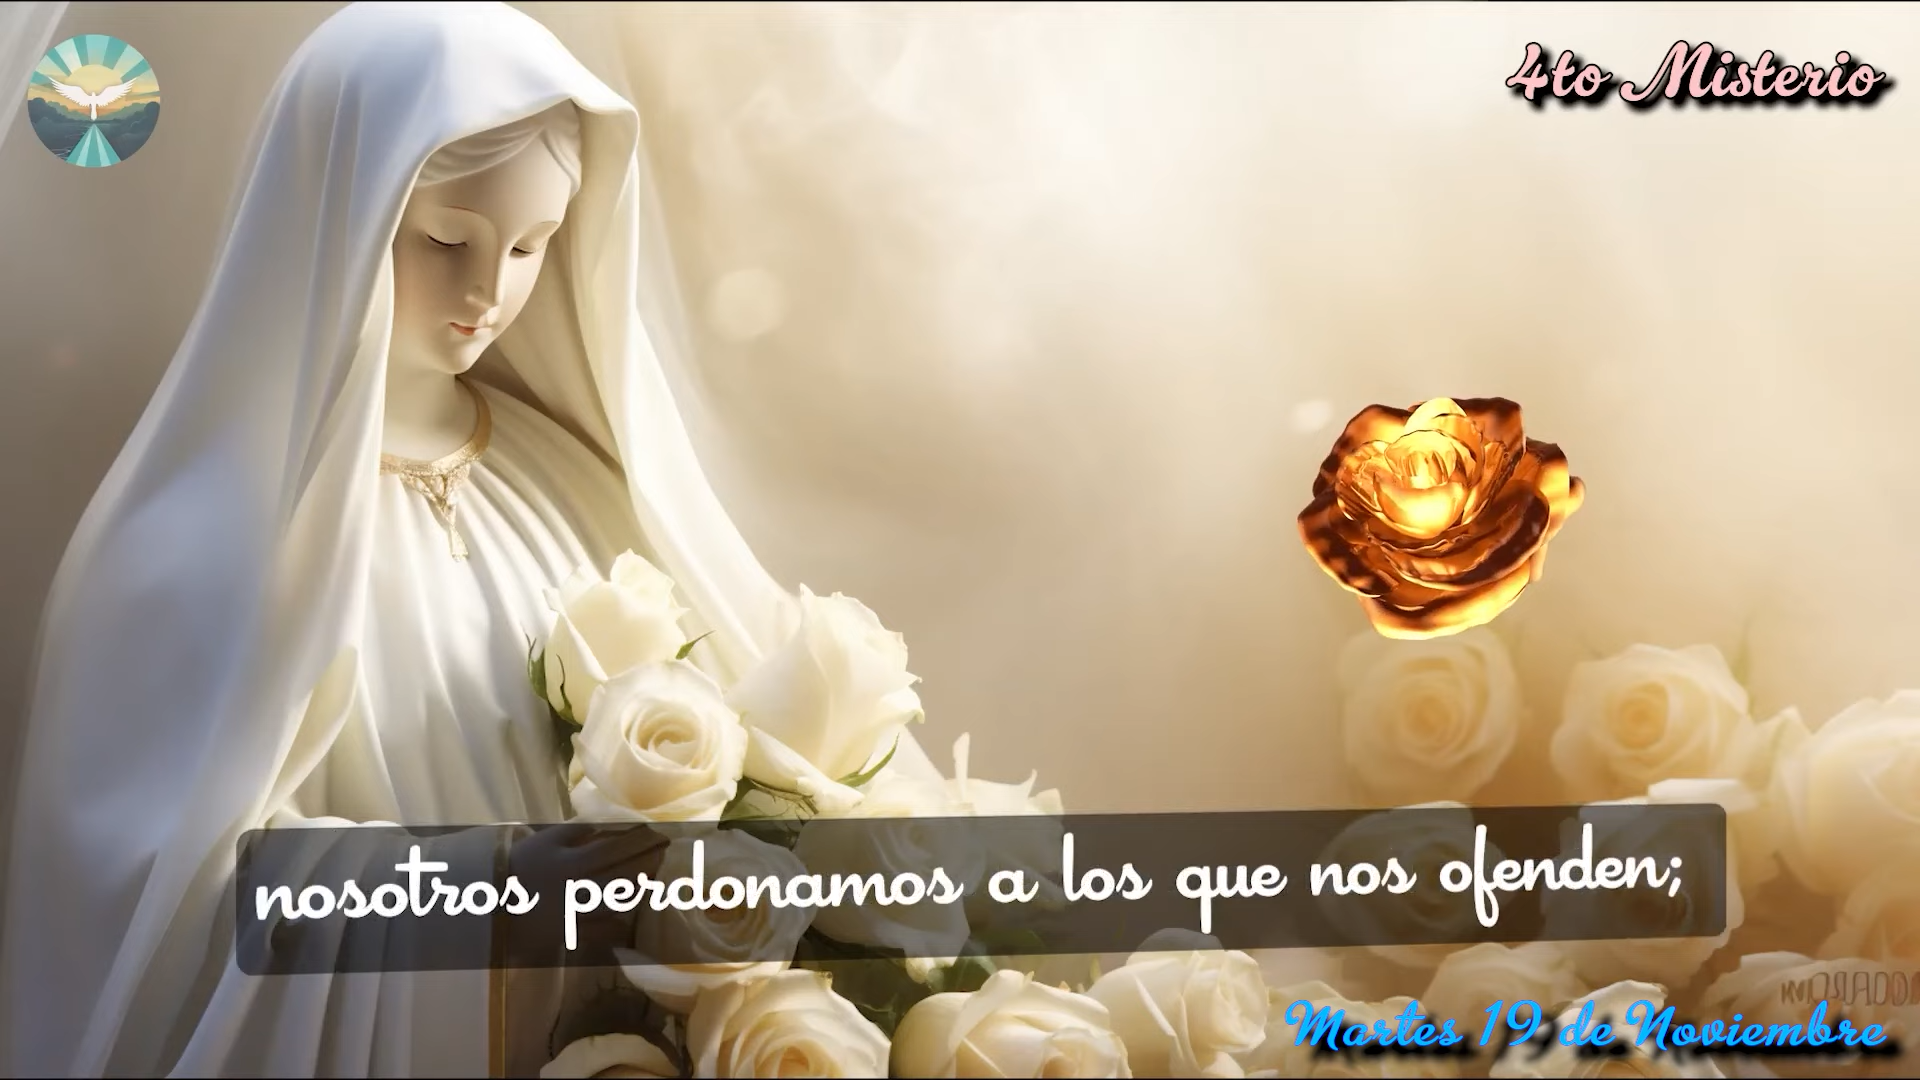 4to Misterio
nosotros perdonamos a los que nos ofenden;
Martes 19 de Noviembre